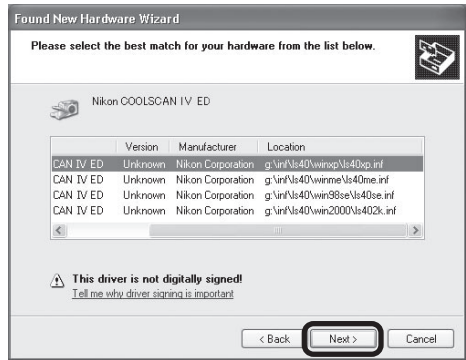 Found New Hardware Wizard
Please select the best match for your hardware from the list below.
Nikon COOLSCAN IV ED
Version Manufacturer Location
CAN IV ED Unknown Nikon Corporation g:\inf\ls40\winxp\ls40xp.inf
CAN IV ED Unknown Nikon Corporation g:\inf\ls40\winme\ls40me.inf
CAN IV ED Unknown Nikon Corporation g:\inf\ls40\win98se\ls40se.inf
CAN IV ED Unknown Nikon Corporation g:\inf\ls40\win2000\ls402k.inf
This driver is not digitally signed!
Tell me why driver signing is important
< Back Next > Cancel